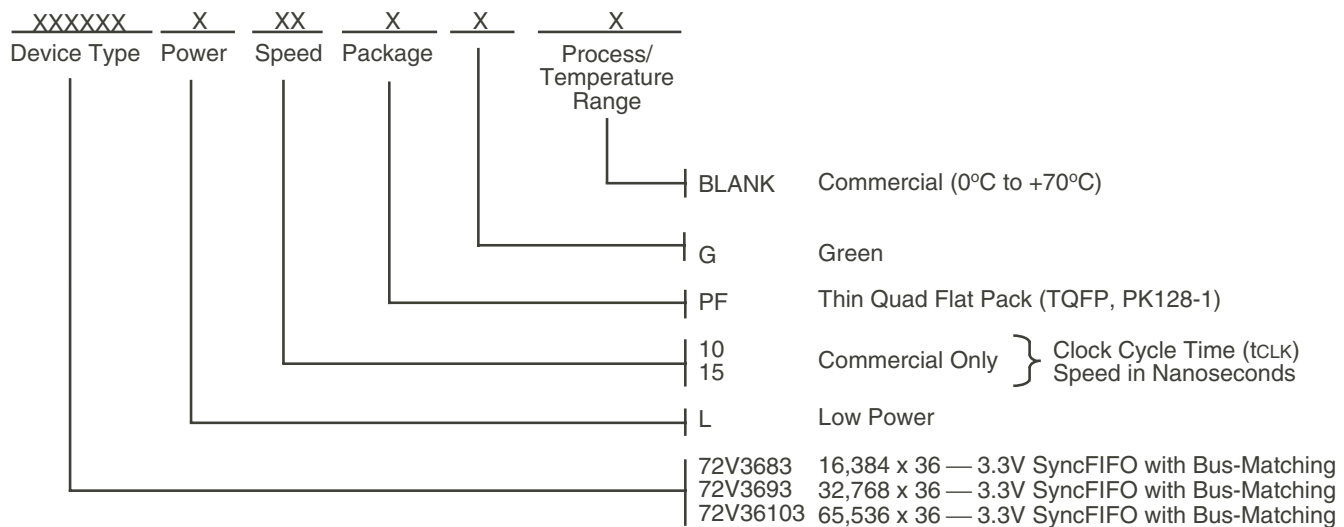 XXXXXX X XX X X X
Device Type Power Speed Package Process/
Temperature
Range
BLANK Commercial (0°C to +70°C)
G Green
PF Thin Quad Flat Pack (TQFP, PK128-1)
10
15
Commercial Only
Clock Cycle Time (tCLK)
Speed in Nanoseconds
L Low Power
72V3683 16,384 x 36 — 3.3V SyncFIFO with Bus-Matching
72V3693 32,768 x 36 — 3.3V SyncFIFO with Bus-Matching
72V36103 65,536 x 36 — 3.3V SyncFIFO with Bus-Matching